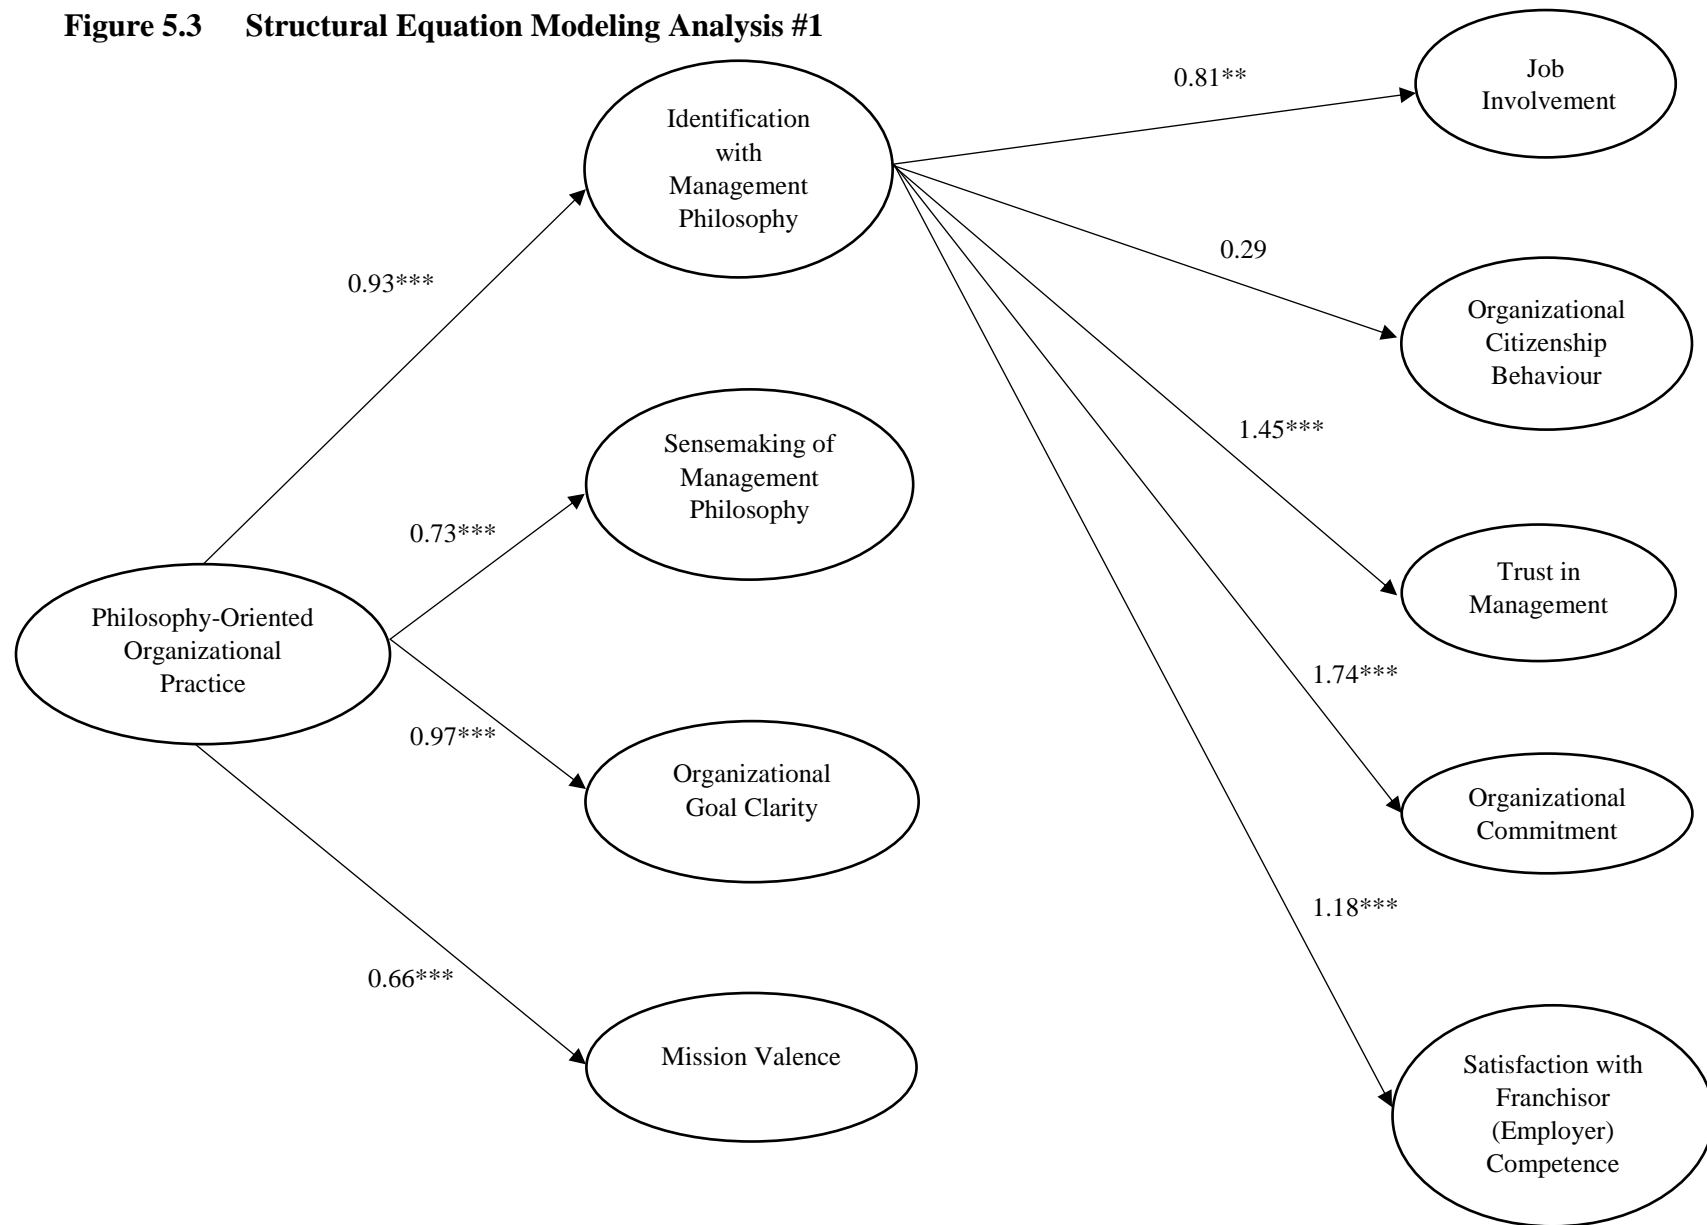 Figure 5.3 Structural Equation Modeling Analysis #1
Identification
with
Management
Philosophy
0.93***
Sensemaking of
Management
Philosophy
0.73***
Philosophy-Oriented
Organizational
Practice
0.97***
Organizational
Goal Clarity
0.66***
Mission Valence
0.81**
Job
Involvement
0.29
Organizational
Citizenship
Behaviour
1.45***
Trust in
Management
1.74***
Organizational
Commitment
1.18***
Satisfaction with
Franchisor
(Employer)
Competence